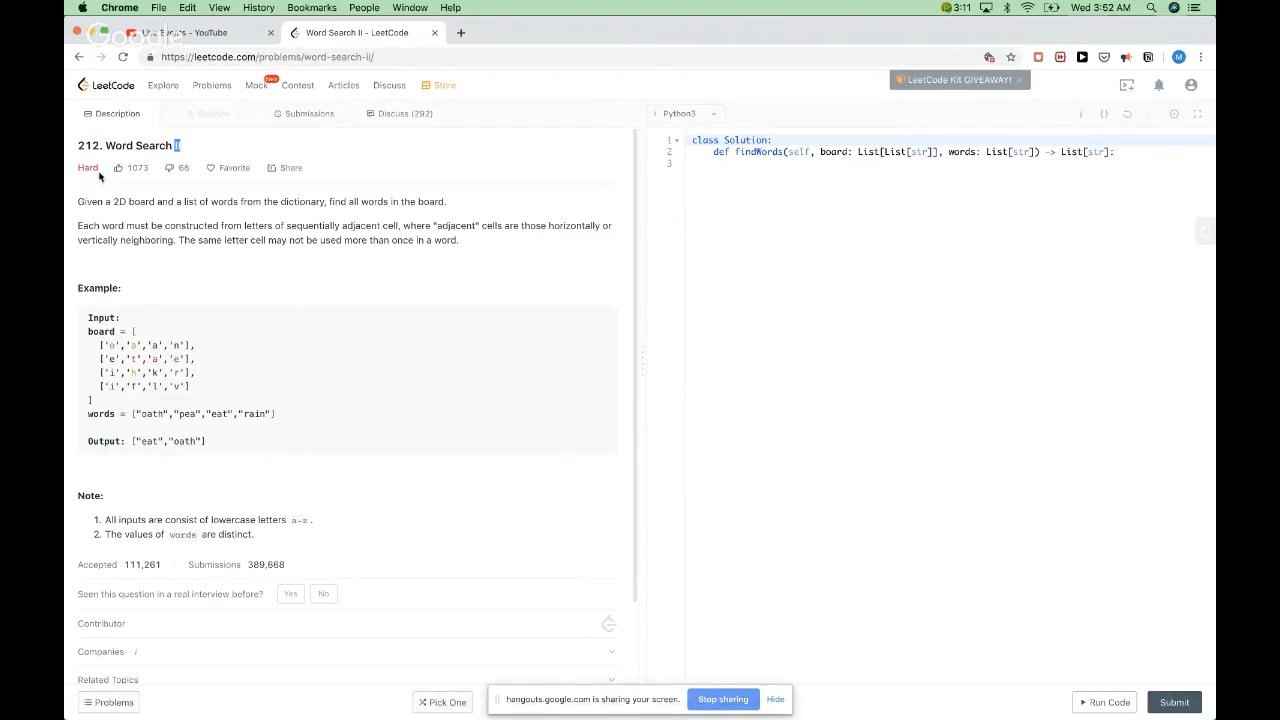 Chrome File Edit View History Bookmarks People Window Help 3:11 Wed 3:52 AM
Google
Live Events - YouTube × Word Search II - LeetCode × +
https://leetcode.com/problems/word-search-ii/ M
LeetCode Explore Problems Mock New Contest Articles Discuss Store LeetCode Kit GIVEAWAY! ×
Description Solution Submissions Discuss (292) i Python3 i {}
212. Word Search II
Hard 1073 68 Favorite Share
Given a 2D board and a list of words from the dictionary, find all words in the board.
Each word must be constructed from letters of sequentially adjacent cell, where "adjacent" cells are those horizontally or
vertically neighboring. The same letter cell may not be used more than once in a word.
Example:
Input:
board = [
['o','a','a','n'],
['e','t','a','e'],
['i','h','k','r'],
['i','f','l','v']
]
words = ["oath","pea","eat","rain"]
Output: ["eat","oath"]
Note:
1. All inputs are consist of lowercase letters a-z.
2. The values of words are distinct.
Accepted 111,261 Submissions 389,668
Seen this question in a real interview before? Yes No
Contributor
Companies i
Related Topics
1 class Solution:
2 def findWords(self, board: List[List[str]], words: List[str]) -> List[str]:
3
Problems Pick One hangouts.google.com is sharing your screen. Stop sharing Hide Run Code Submit